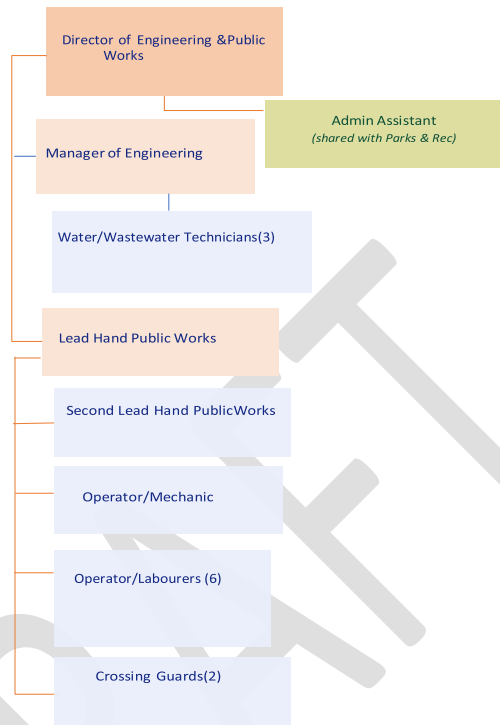 Director of Engineering &Public
Works
Admin Assistant
(shared with Parks & Rec)
Manager of Engineering
Water/Wastewater Technicians(3)
Lead Hand Public Works
Second Lead Hand PublicWorks
Operator/Mechanic
Operator/Labourers (6)
Crossing Guards(2)